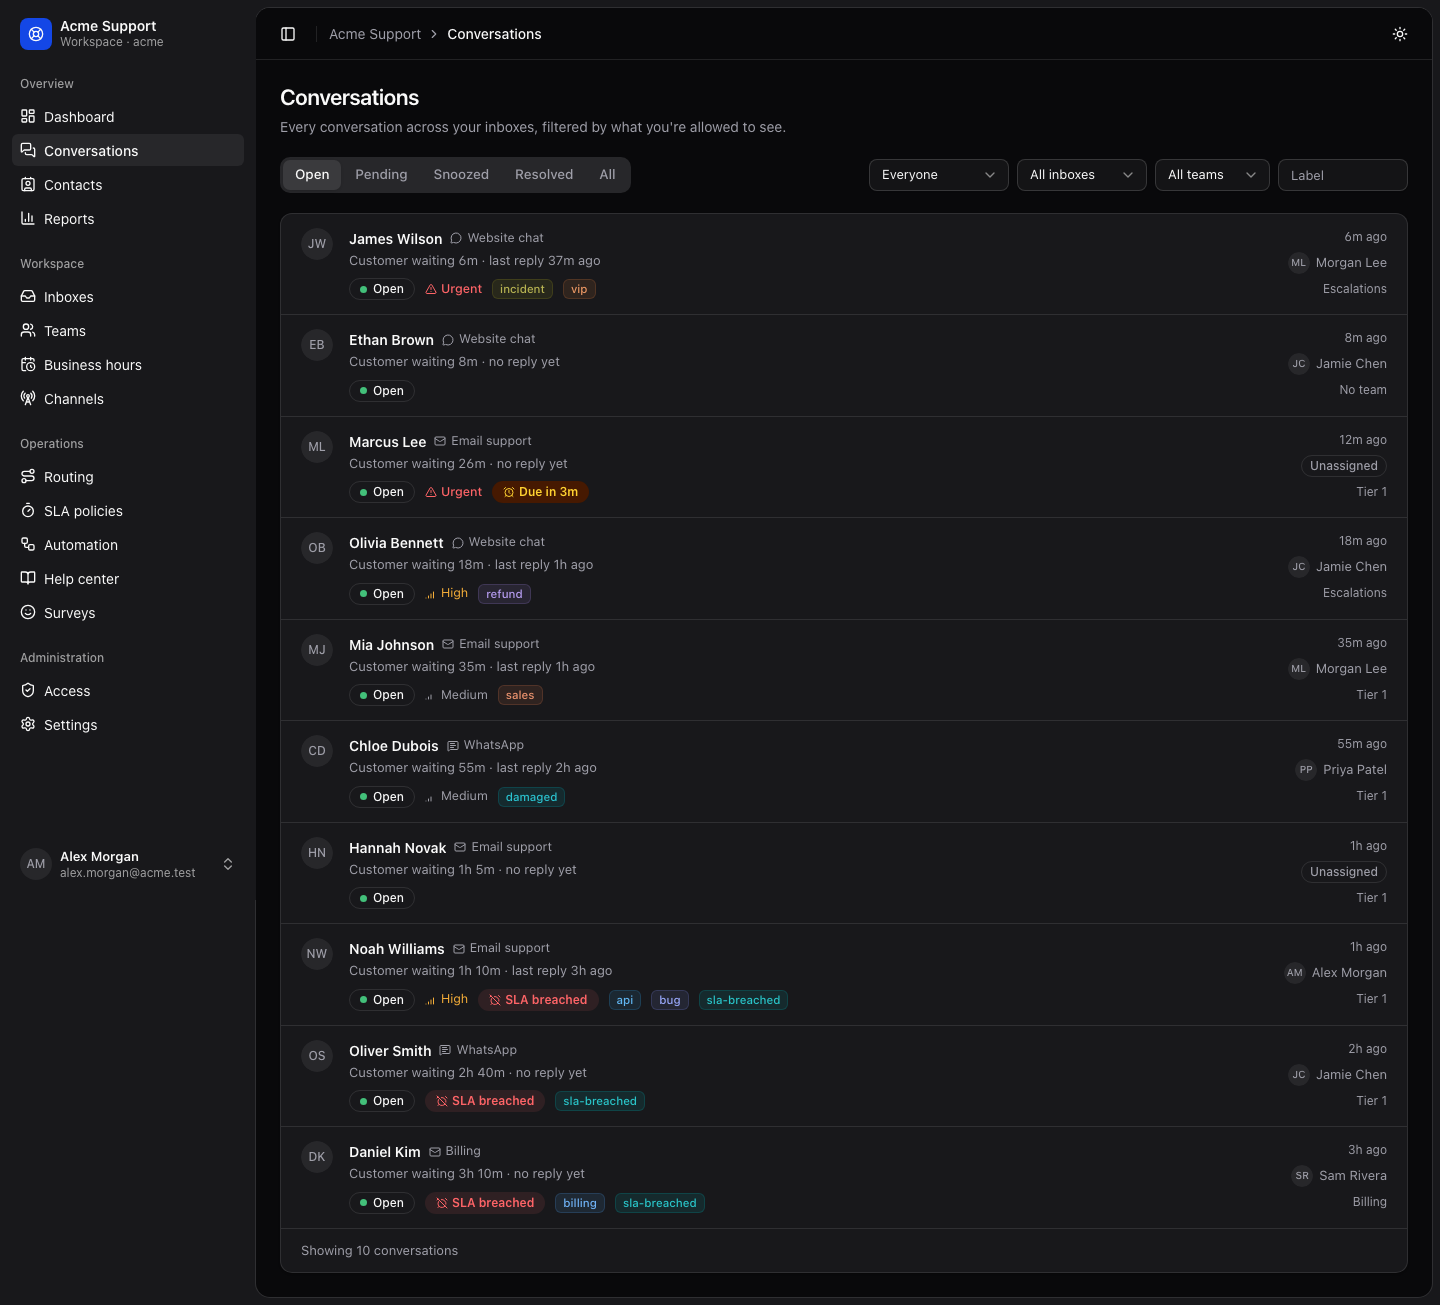 Acme Support
Workspace · acme
Overview
Dashboard
Conversations
Contacts
Reports
Workspace
Inboxes
Teams
Business hours
Channels
Operations
Routing
SLA policies
Automation
Help center
Surveys
Administration
Access
Settings
AM
Alex Morgan
alex.morgan@acme.test
Acme Support > Conversations
Conversations
Every conversation across your inboxes, filtered by what you're allowed to see.
Open Pending Snoozed Resolved All
Everyone All inboxes All teams Label
JW James Wilson Website chat 6m ago
Customer waiting 6m · last reply 37m ago ML Morgan Lee
Open Urgent incident vip Escalations
EB Ethan Brown Website chat 8m ago
Customer waiting 8m · no reply yet JC Jamie Chen
Open No team
ML Marcus Lee Email support 12m ago
Customer waiting 26m · no reply yet Unassigned
Open Urgent Due in 3m Tier 1
OB Olivia Bennett Website chat 18m ago
Customer waiting 18m · last reply 1h ago JC Jamie Chen
Open High refund Escalations
MJ Mia Johnson Email support 35m ago
Customer waiting 35m · last reply 1h ago ML Morgan Lee
Open Medium sales Tier 1
CD Chloe Dubois WhatsApp 55m ago
Customer waiting 55m · last reply 2h ago PP Priya Patel
Open Medium damaged Tier 1
HN Hannah Novak Email support 1h ago
Customer waiting 1h 5m · no reply yet Unassigned
Open Tier 1
NW Noah Williams Email support 1h ago
Customer waiting 1h 10m · last reply 3h ago AM Alex Morgan
Open High SLA breached api bug sla-breached Tier 1
OS Oliver Smith WhatsApp 2h ago
Customer waiting 2h 40m · no reply yet JC Jamie Chen
Open SLA breached sla-breached Tier 1
DK Daniel Kim Billing 3h ago
Customer waiting 3h 10m · no reply yet SR Sam Rivera
Open SLA breached billing sla-breached Billing
Showing 10 conversations